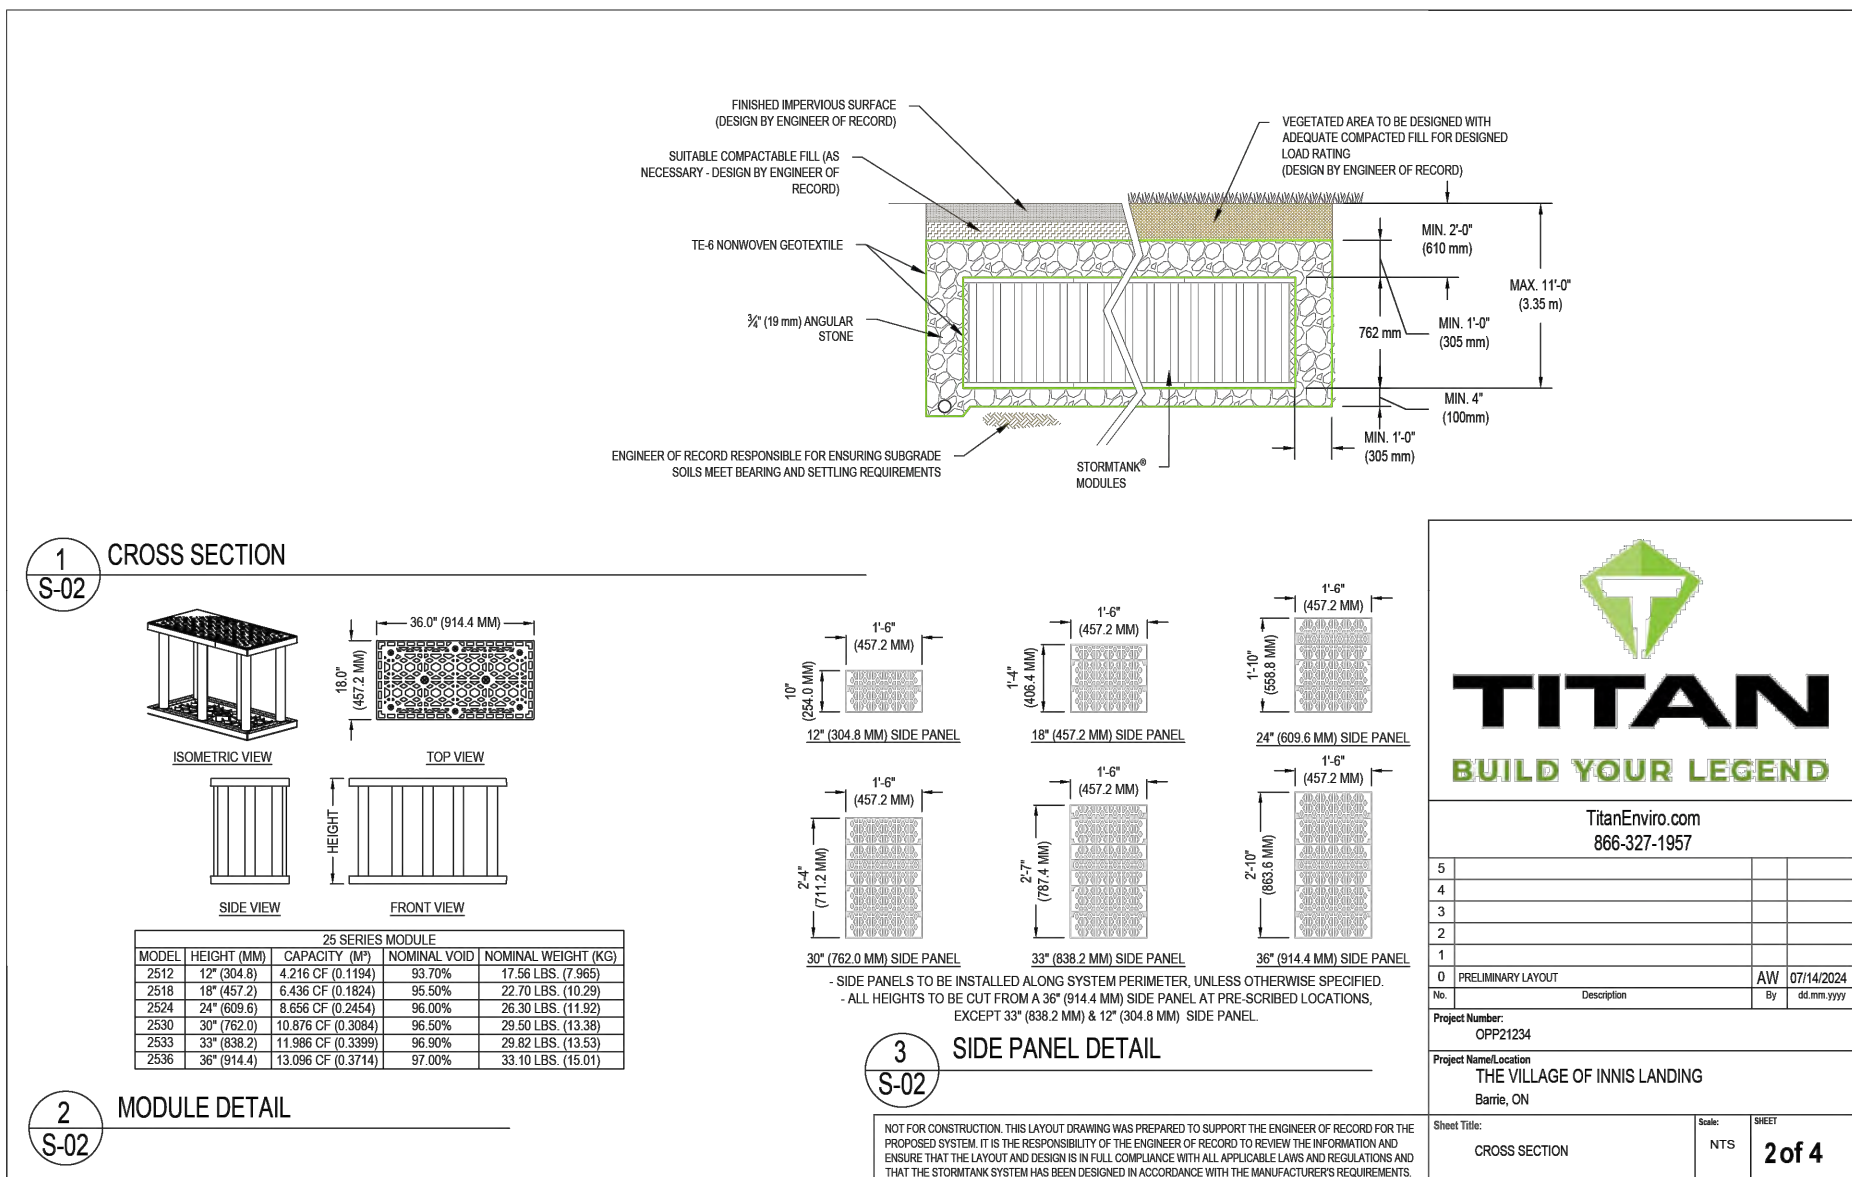 FINISHED IMPERVIOUS SURFACE
(DESIGN BY ENGINEER OF RECORD)
SUITABLE COMPACTABLE FILL (AS
NECESSARY - DESIGN BY ENGINEER OF
RECORD)
TE-6 NONWOVEN GEOTEXTILE
¾" (19 mm) ANGULAR
STONE
ENGINEER OF RECORD RESPONSIBLE FOR ENSURING SUBGRADE
SOILS MEET BEARING AND SETTLING REQUIREMENTS
STORMTANK®
MODULES
VEGETATED AREA TO BE DESIGNED WITH
ADEQUATE COMPACTED FILL FOR DESIGNED
LOAD RATING
(DESIGN BY ENGINEER OF RECORD)
MIN. 2'-0"
(610 mm)
MAX. 11'-0"
(3.35 m)
762 mm
MIN. 1'-0"
(305 mm)
MIN. 4"
(100mm)
MIN. 1'-0"
(305 mm)
1
S-02
CROSS SECTION
36.0" (914.4 MM)
18.0"
(457.2 MM)
ISOMETRIC VIEW
TOP VIEW
HEIGHT
SIDE VIEW
FRONT VIEW
25 SERIES MODULE
MODEL HEIGHT (MM) CAPACITY (M³) NOMINAL VOID NOMINAL WEIGHT (KG)
2512 12" (304.8) 4.216 CF (0.1194) 93.70% 17.56 LBS. (7.965)
2518 18" (457.2) 6.436 CF (0.1824) 95.50% 22.70 LBS. (10.29)
2524 24" (609.6) 8.656 CF (0.2454) 96.00% 26.30 LBS. (11.92)
2530 30" (762.0) 10.876 CF (0.3084) 96.50% 29.50 LBS. (13.38)
2533 33" (838.2) 11.986 CF (0.3399) 96.90% 29.82 LBS. (13.53)
2536 36" (914.4) 13.096 CF (0.3714) 97.00% 33.10 LBS. (15.01)
2
S-02
MODULE DETAIL
1'-6"
(457.2 MM)
10"
(254.0 MM)
12" (304.8 MM) SIDE PANEL
1'-6"
(457.2 MM)
1'-4"
(406.4 MM)
18" (457.2 MM) SIDE PANEL
1'-6"
(457.2 MM)
1'-10"
(558.8 MM)
24" (609.6 MM) SIDE PANEL
1'-6"
(457.2 MM)
2'-4"
(711.2 MM)
30" (762.0 MM) SIDE PANEL
1'-6"
(457.2 MM)
2'-7"
(787.4 MM)
33" (838.2 MM) SIDE PANEL
1'-6"
(457.2 MM)
2'-10"
(863.6 MM)
36" (914.4 MM) SIDE PANEL
- SIDE PANELS TO BE INSTALLED ALONG SYSTEM PERIMETER, UNLESS OTHERWISE SPECIFIED.
- ALL HEIGHTS TO BE CUT FROM A 36" (914.4 MM) SIDE PANEL AT PRE-SCRIBED LOCATIONS,
EXCEPT 33" (838.2 MM) & 12" (304.8 MM) SIDE PANEL.
3
S-02
SIDE PANEL DETAIL
NOT FOR CONSTRUCTION. THIS LAYOUT DRAWING WAS PREPARED TO SUPPORT THE ENGINEER OF RECORD FOR THE
PROPOSED SYSTEM. IT IS THE RESPONSIBILITY OF THE ENGINEER OF RECORD TO REVIEW THE INFORMATION AND
ENSURE THAT THE LAYOUT AND DESIGN IS IN FULL COMPLIANCE WITH ALL APPLICABLE LAWS AND REGULATIONS AND
THAT THE STORMTANK SYSTEM HAS BEEN DESIGNED IN ACCORDANCE WITH THE MANUFACTURER'S REQUIREMENTS.
TITAN
BUILD YOUR LEGEND
TitanEnviro.com
866-327-1957
5
4
3
2
1
0 PRELIMINARY LAYOUT AW 07/14/2024
No. Description By dd.mm.yyyy
Project Number:
OPP21234
Project Name/Location
THE VILLAGE OF INNIS LANDING
Barrie, ON
Sheet Title:
CROSS SECTION
Scale:
NTS
SHEET
2 of 4